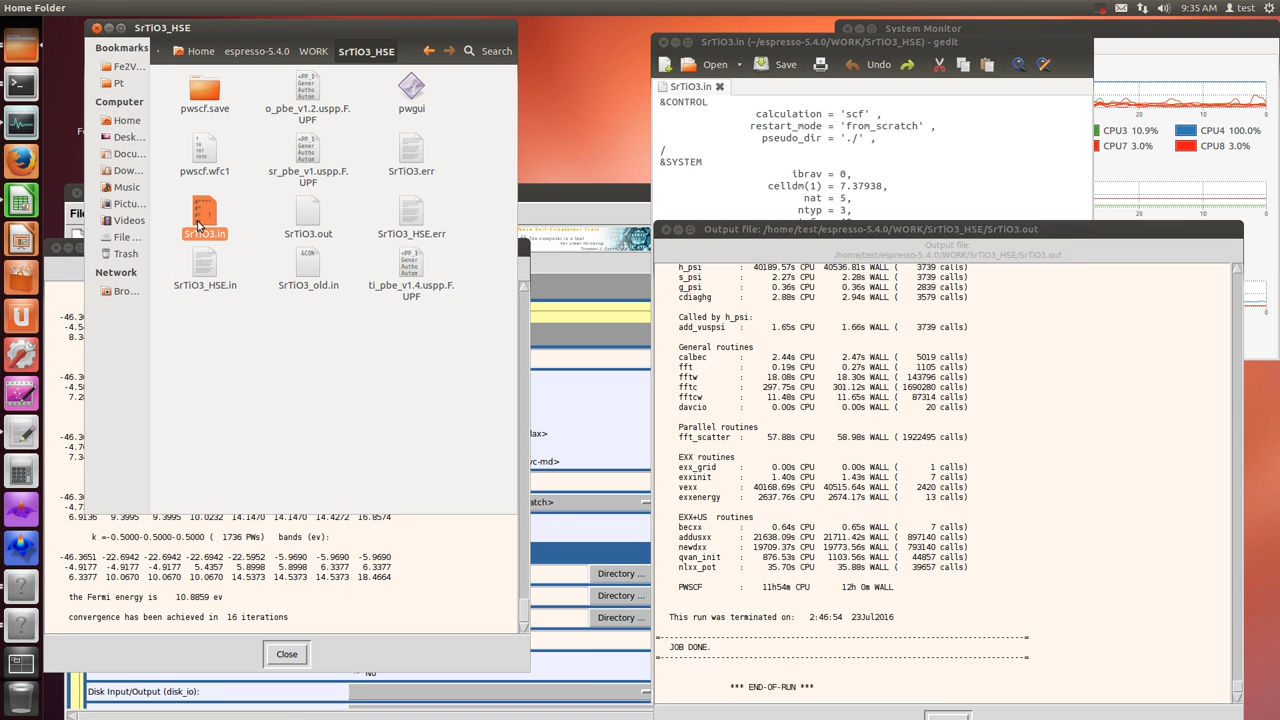 Home Folder
9:35 AM test
SrTiO3_HSE
Bookmarks
Fe2V...
Pt
Computer
Home
Desk...
Docu...
Dow...
Music
Pictu...
Videos
File ...
Trash
Network
Bro...
Home espresso-5.4.0 WORK SrTiO3_HSE Search
pwscf.save
o_pbe_v1.2.uspp.F.
UPF
pwgui
pwscf.wfc1
sr_pbe_v1.uspp.F.
UPF
SrTiO3.err
SrTiO3.in
SrTiO3.out
SrTiO3_HSE.err
SrTiO3_HSE.in
SrTiO3_old.in
ti_pbe_v1.4.uspp.F.
UPF
System Monitor
CPU3 10.9% CPU4 100.0%
CPU7 3.0% CPU8 3.0%
SrTiO3.in (~/espresso-5.4.0/WORK/SrTiO3_HSE) - gedit
Open Save Undo
SrTiO3.in
&CONTROL
calculation = 'scf' ,
restart_mode = 'from_scratch' ,
pseudo_dir = './' ,
/
&SYSTEM
ibrav = 0,
celldm(1) = 7.37938,
nat = 5,
ntyp = 3,
Output file: /home/test/espresso-5.4.0/WORK/SrTiO3_HSE/SrTiO3.out
Output file:
/home/test/espresso-5.4.0/WORK/SrTiO3_HSE/SrTiO3.out
h_psi : 40189.57s CPU 40536.81s WALL ( 3739 calls)
s_psi : 2.27s CPU 2.28s WALL ( 3739 calls)
g_psi : 0.36s CPU 0.36s WALL ( 2839 calls)
cdiaghg : 2.88s CPU 2.94s WALL ( 3579 calls)
Called by h_psi:
add_vuspsi : 1.65s CPU 1.66s WALL ( 3739 calls)
General routines
calbec : 2.44s CPU 2.47s WALL ( 5019 calls)
fft : 0.19s CPU 0.27s WALL ( 1105 calls)
fftw : 18.08s CPU 18.30s WALL ( 143796 calls)
fftc : 297.75s CPU 301.12s WALL ( 1690280 calls)
fftcw : 11.48s CPU 11.65s WALL ( 87314 calls)
davcio : 0.00s CPU 0.00s WALL ( 20 calls)
Parallel routines
fft_scatter : 57.88s CPU 58.98s WALL ( 1922495 calls)
EXX routines
exx_grid : 0.00s CPU 0.00s WALL ( 1 calls)
exxinit : 1.40s CPU 1.43s WALL ( 7 calls)
vexx : 40168.69s CPU 40515.64s WALL ( 2420 calls)
exxenergy : 2637.76s CPU 2674.17s WALL ( 13 calls)
EXX+US routines
becxx : 0.64s CPU 0.65s WALL ( 7 calls)
addusxx : 21638.09s CPU 21711.42s WALL ( 897140 calls)
newdxx : 19709.37s CPU 19773.56s WALL ( 793140 calls)
qvan_init : 876.53s CPU 1103.56s WALL ( 44857 calls)
nlxx_pot : 35.70s CPU 35.88s WALL ( 39657 calls)
PWSCF : 11h54m CPU 12h 0m WALL
This run was terminated on: 2:46:54 23Jul2016
JOB DONE.
*** END-OF-RUN ***
6.9136 9.3995 9.3995 10.0232 14.1470 14.1470 14.4272 16.8574
k =-0.5000-0.5000-0.5000 ( 1736 PWs) bands (ev):
-46.3651 -22.6942 -22.6942 -22.5952 -5.9690 -5.9690
-4.9177 -4.9177 5.4357 5.8998 5.8998 6.3377
6.3377 10.0670 10.0670 14.5373 14.5373 18.4664
the Fermi energy is 10.8859 ev
convergence has been achieved in 16 iterations
Close
lax>
vc-md>
atch>
Directory ...
Directory ...
Directory ...
No
Disk Input/Output (disk_io):